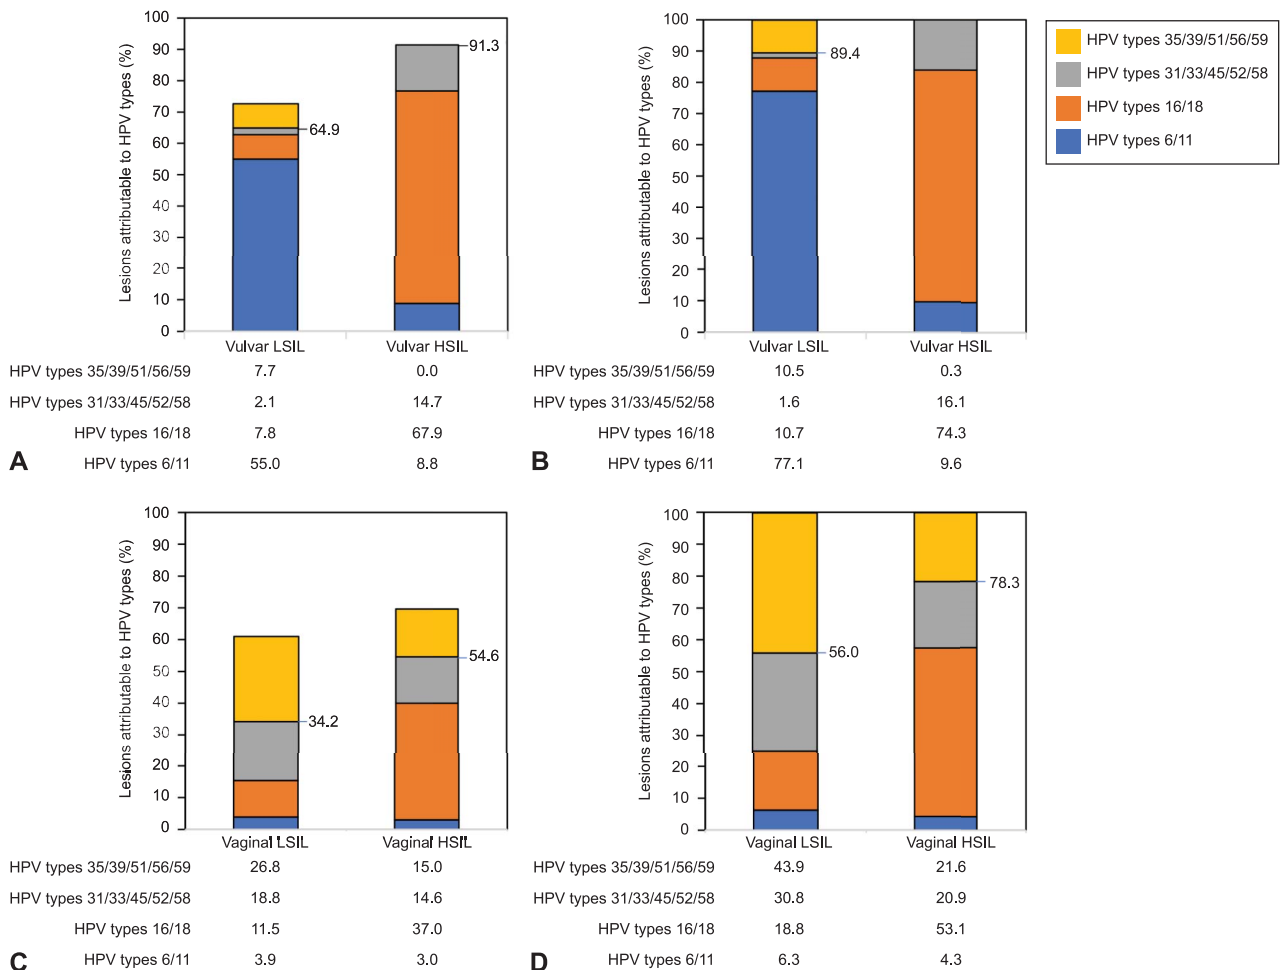 Lesions attributable to HPV types (%)
100
90
80
70
60
50
40
30
20
10
0
91.3
64.9
Vulvar LSIL Vulvar HSIL
HPV types 35/39/51/56/59 7.7 0.0
HPV types 31/33/45/52/58 2.1 14.7
HPV types 16/18 7.8 67.9
A HPV types 6/11 55.0 8.8
Lesions attributable to HPV types (%)
100
90
80
70
60
50
40
30
20
10
0
89.4
Vulvar LSIL Vulvar HSIL
HPV types 35/39/51/56/59 10.5 0.3
HPV types 31/33/45/52/58 1.6 16.1
HPV types 16/18 10.7 74.3
B HPV types 6/11 77.1 9.6
HPV types 35/39/51/56/59
HPV types 31/33/45/52/58
HPV types 16/18
HPV types 6/11
Lesions attributable to HPV types (%)
100
90
80
70
60
50
40
30
20
10
0
54.6
34.2
Vaginal LSIL Vaginal HSIL
HPV types 35/39/51/56/59 26.8 15.0
HPV types 31/33/45/52/58 18.8 14.6
HPV types 16/18 11.5 37.0
C HPV types 6/11 3.9 3.0
Lesions attributable to HPV types (%)
100
90
80
70
60
50
40
30
20
10
0
78.3
56.0
Vaginal LSIL Vaginal HSIL
HPV types 35/39/51/56/59 43.9 21.6
HPV types 31/33/45/52/58 30.8 20.9
HPV types 16/18 18.8 53.1
D HPV types 6/11 6.3 4.3